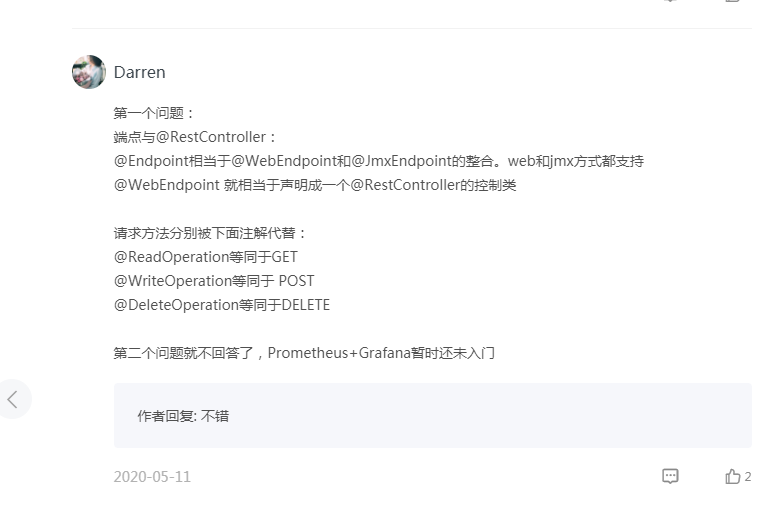 Darren
第一个问题：
端点与@RestController：
@Endpoint相当于@WebEndpoint和@JmxEndpoint的整合。web和jmx方式都支持
@WebEndpoint 就相当于声明成一个@RestController的控制类
请求方法分别被下面注解代替：
@ReadOperation等同于GET
@WriteOperation等同于 POST
@DeleteOperation等同于DELETE
第二个问题就不回答了，Prometheus+Grafana暂时还未入门
作者回复: 不错
2020-05-11
2